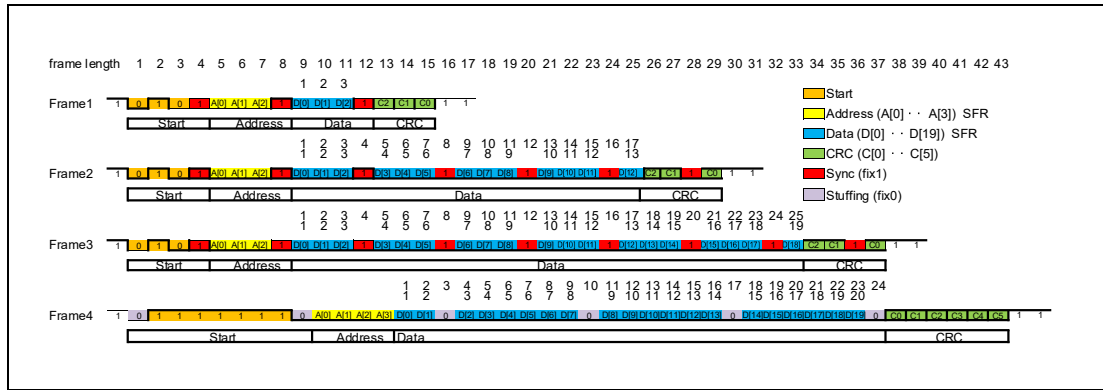 frame length 1 2 3 4 5 6 7 8 9 10 11 12 13 14 15 16 17 18 19 20 21 22 23 24 25 26 27 28 29 30 31 32 33 34 35 36 37 38 39 40 41 42 43
1 2 3
Frame1 1 0 1 0 1 A[0] A[1] A[2] 1 D[0] D[1] D[2] 1 C2 C1 C0 1 1
Start Address Data CRC
Start
Address (A[0] ·· A[3]) SFR
Data (D[0] ·· D[19]) SFR
CRC (C[0] ·· C[5])
Sync (fix1)
Stuffing (fix0)
1 2 3 4 5 6 7 8 9 10 11 12 13 14 15 16 17
1 2 3 4 5 6 7 8 9 10 11 12 13
Frame2 1 0 1 0 1 A[0] A[1] A[2] 1 D[0] D[1] D[2] 1 D[3] D[4] D[5] 1 D[6] D[7] D[8] 1 D[9] D[10] D[11] 1 D[12] C2 C1 1 C0 1 1
Start Address Data CRC
1 2 3 4 5 6 7 8 9 10 11 12 13 14 15 16 17 18 19 20 21 22 23 24 25
1 2 3 4 5 6 7 8 9 10 11 12 13 14 15 16 17 18 19
Frame3 1 0 1 0 1 A[0] A[1] A[2] 1 D[0] D[1] D[2] 1 D[3] D[4] D[5] 1 D[6] D[7] D[8] 1 D[9] D[10] D[11] 1 D[12] D[13] D[14] 1 D[15] D[16] D[17] 1 D[18] C2 C1 1 C0 1 1
Start Address Data CRC
1 2 3 4 5 6 7 8 9 10 11 12 13 14 15 16 17 18 19 20 21 22 23 24
1 2 3 4 5 6 7 8 9 10 11 12 13 14 15 16 17 18 19 20
Frame4 1 0 1 1 1 1 1 1 0 A[0] A[1] A[2] A[3] D[0] D[1] 0 D[2] D[3] D[4] D[5] D[6] D[7] 0 D[8] D[9] D[10] D[11] D[12] D[13] 0 D[14] D[15] D[16] D[17] D[18] D[19] 0 C0 C1 C2 C3 C4 C5 1 1
Start Address Data CRC